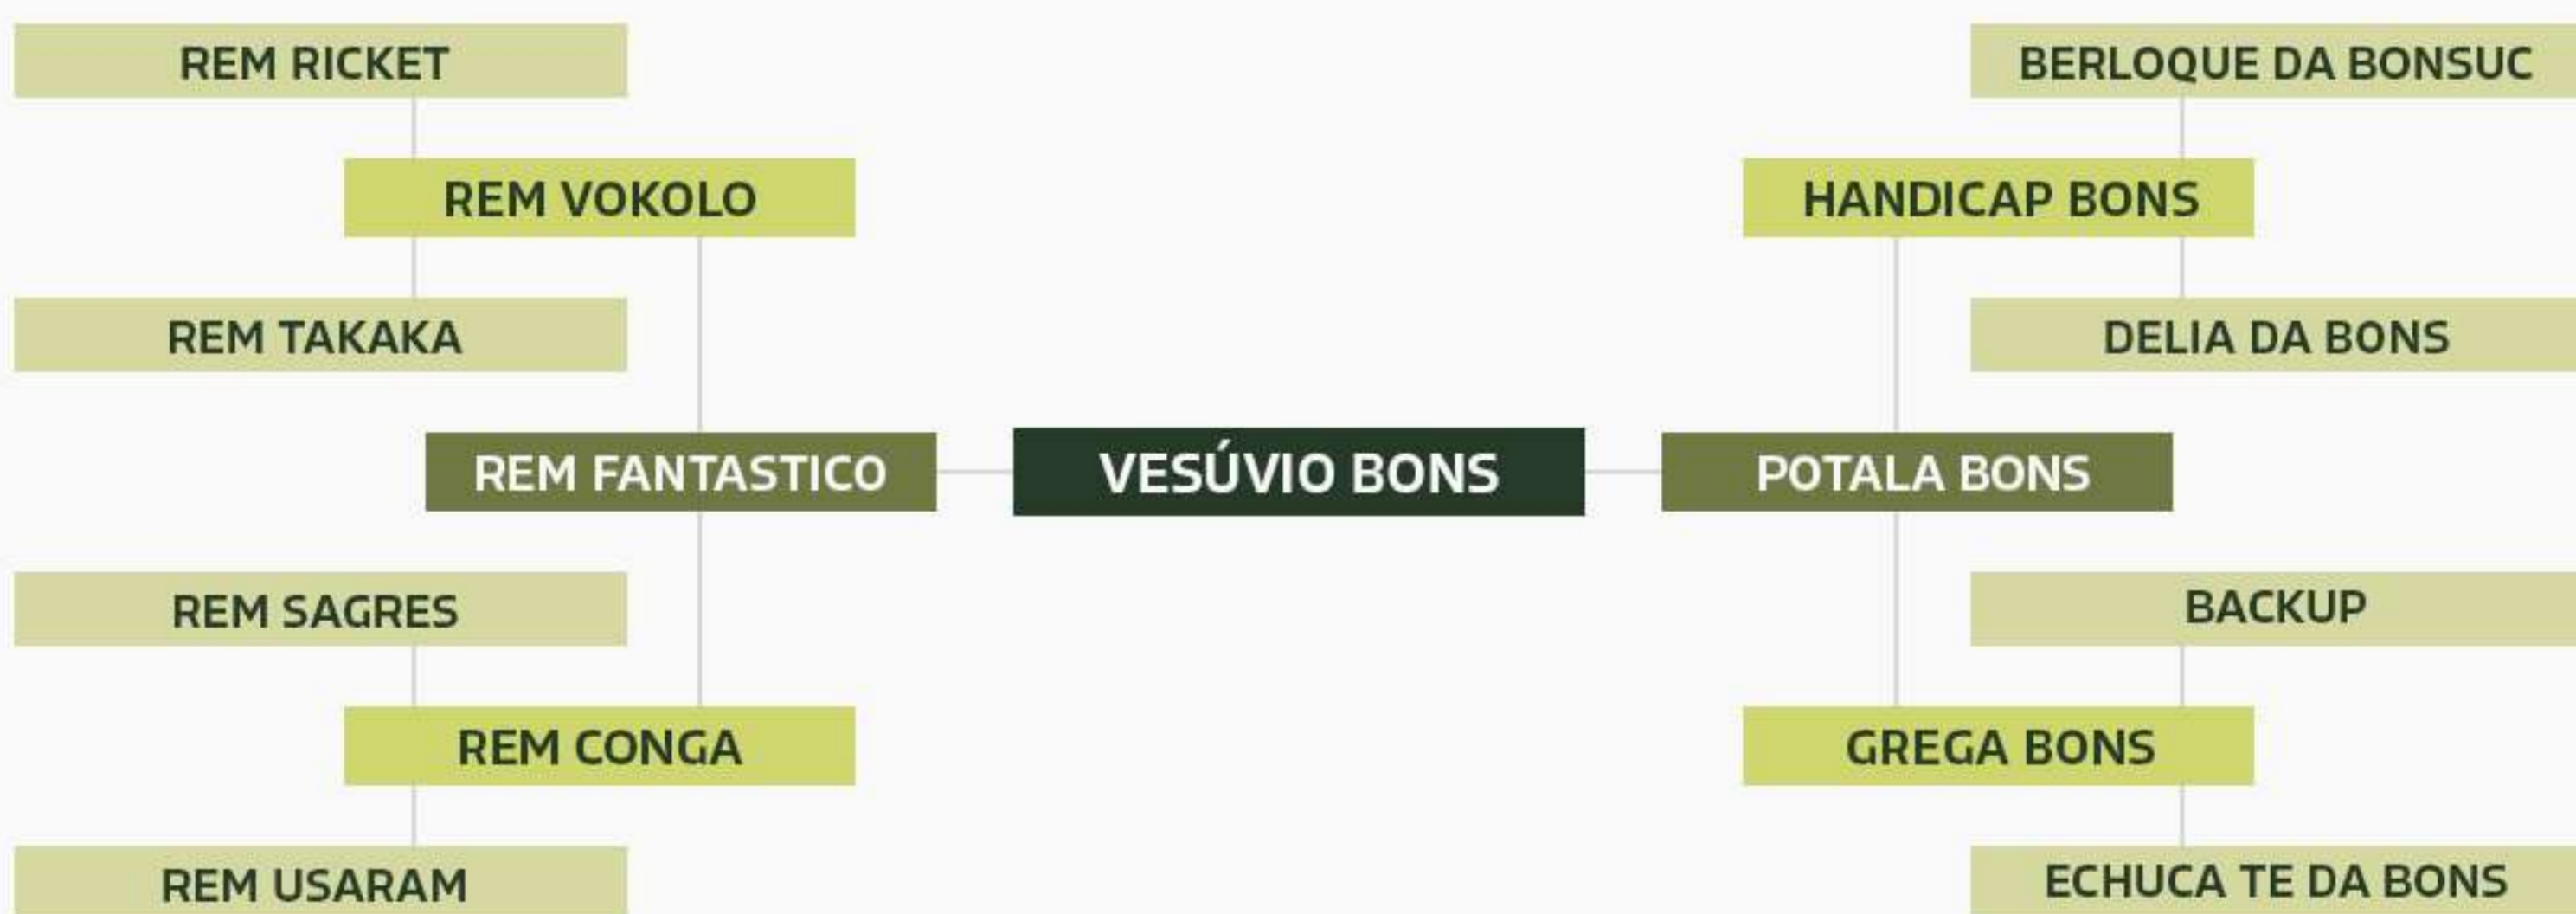 REM RICKET
BERLOQUE DA BONSUC
REM VOKOLO
HANDICAP BONS
REM TAKAKA
DELIA DA BONS
REM FANTASTICO
VESÚVIO BONS
POTALA BONS
REM SAGRES
BACKUP
REM CONGA
GREGA BONS
REM USARAM
ECHUCA TE DA BONS